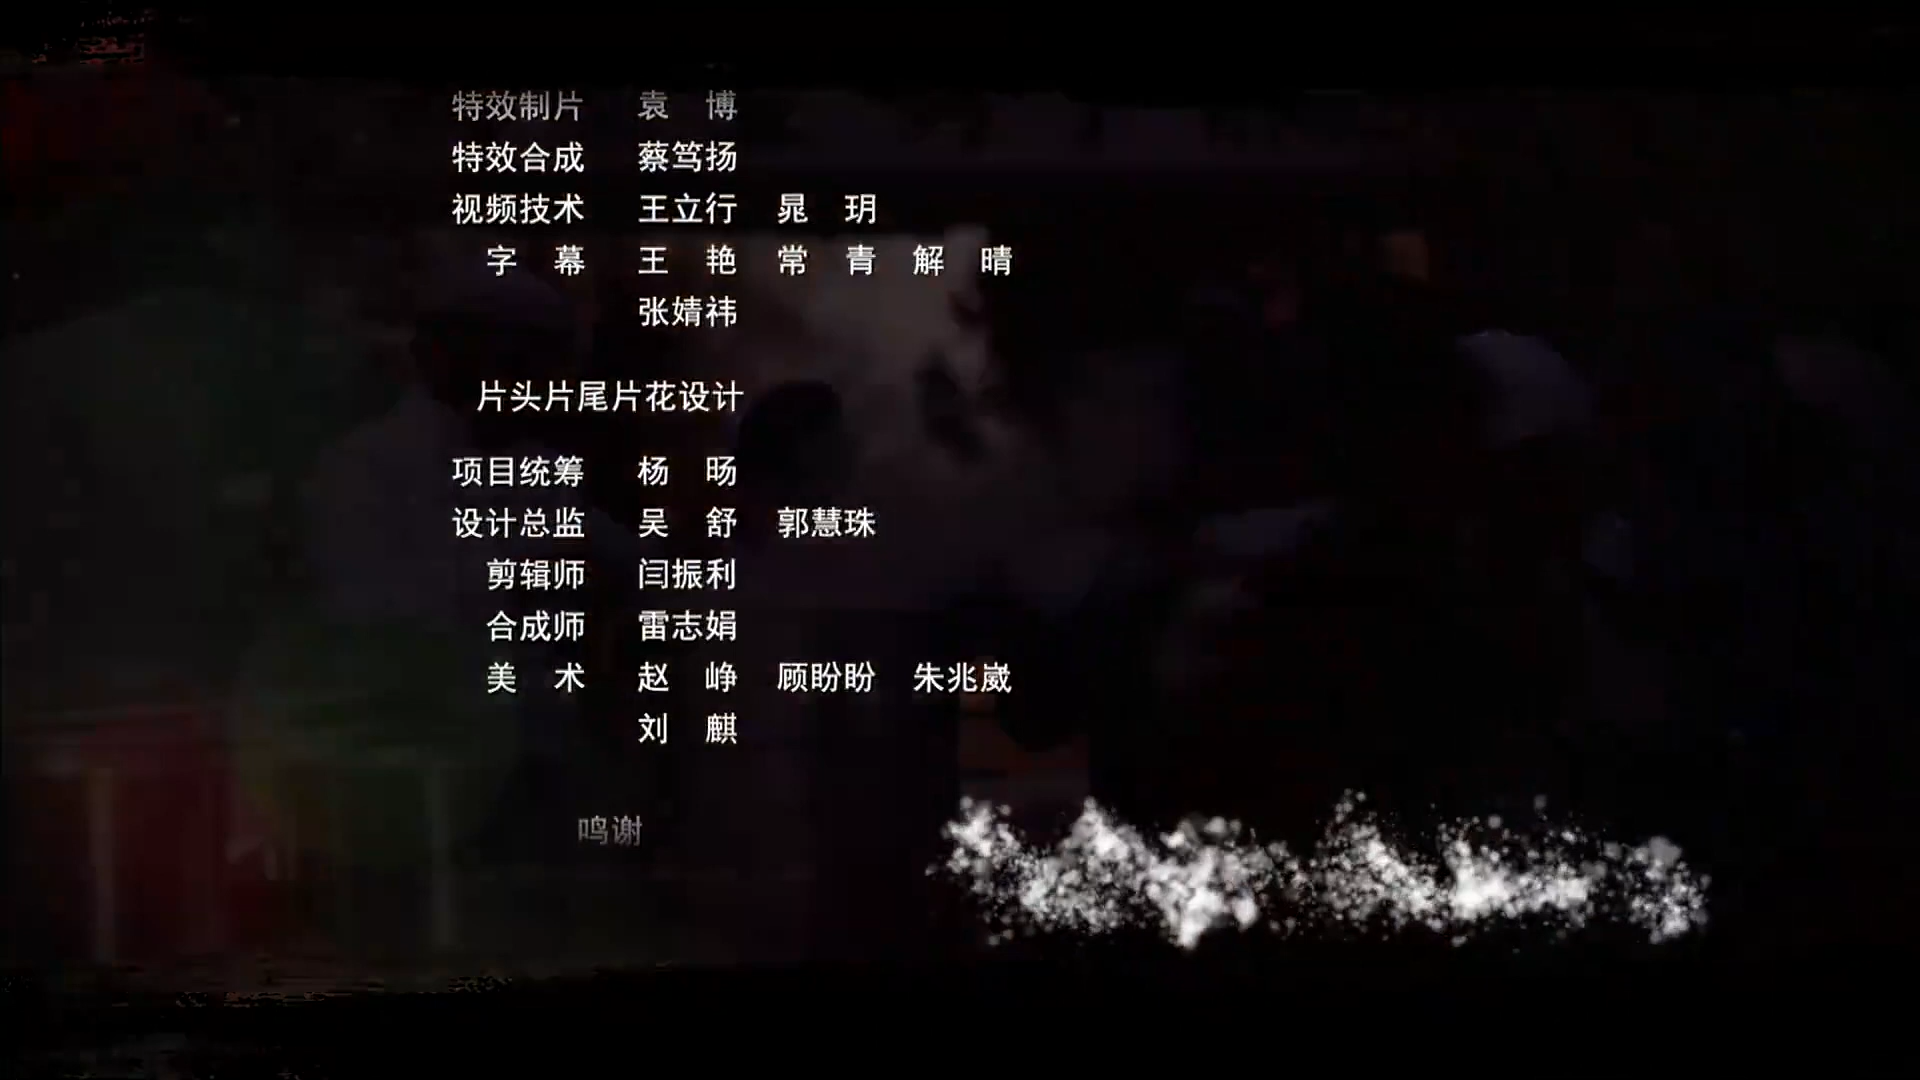 特效制片 袁 博
特效合成 蔡笃扬
视频技术 王立行 晁 玥
字 幕 王 艳 常 青 解 晴
张婧祎
片头片尾片花设计
项目统筹 杨 旸
设计总监 吴 舒 郭慧珠
剪辑师 闫振利
合成师 雷志娟
美 术 赵 峥 顾盼盼 朱兆崴
刘 麒
鸣谢